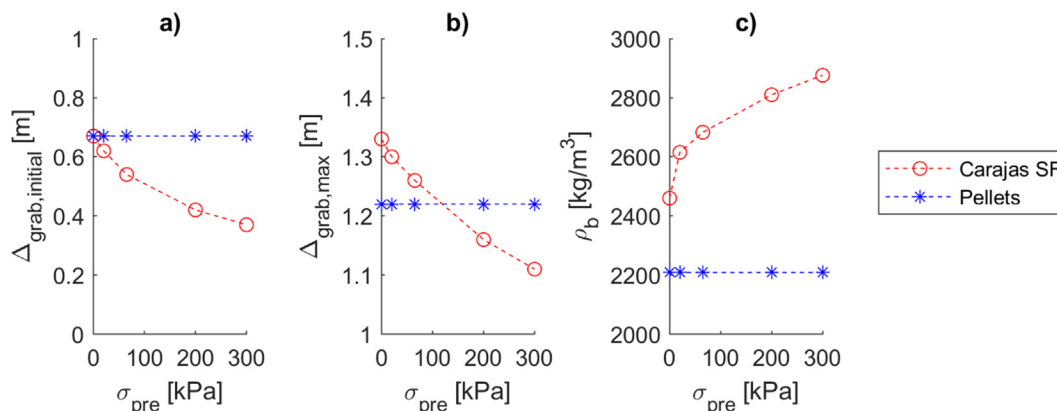 a)
Δgrab,initial [m]
1
0.8
0.6
0.4
0.2
0
0 100 200 300
σpre [kPa]
b)
Δgrab,max [m]
1.5
1.4
1.3
1.2
1.1
1
0 100 200 300
σpre [kPa]
c)
ρb [kg/m³]
3000
2800
2600
2400
2200
2000
0 100 200 300
σpre [kPa]
Carajas SF
Pellets